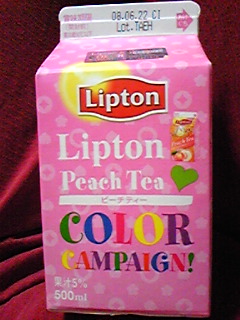 08.06.22 CI
Lot.TAEH
Lipton
Lipton
Peach Tea
ピーチティー
COLOR
CAMPAIGN!
果汁5%
500ml